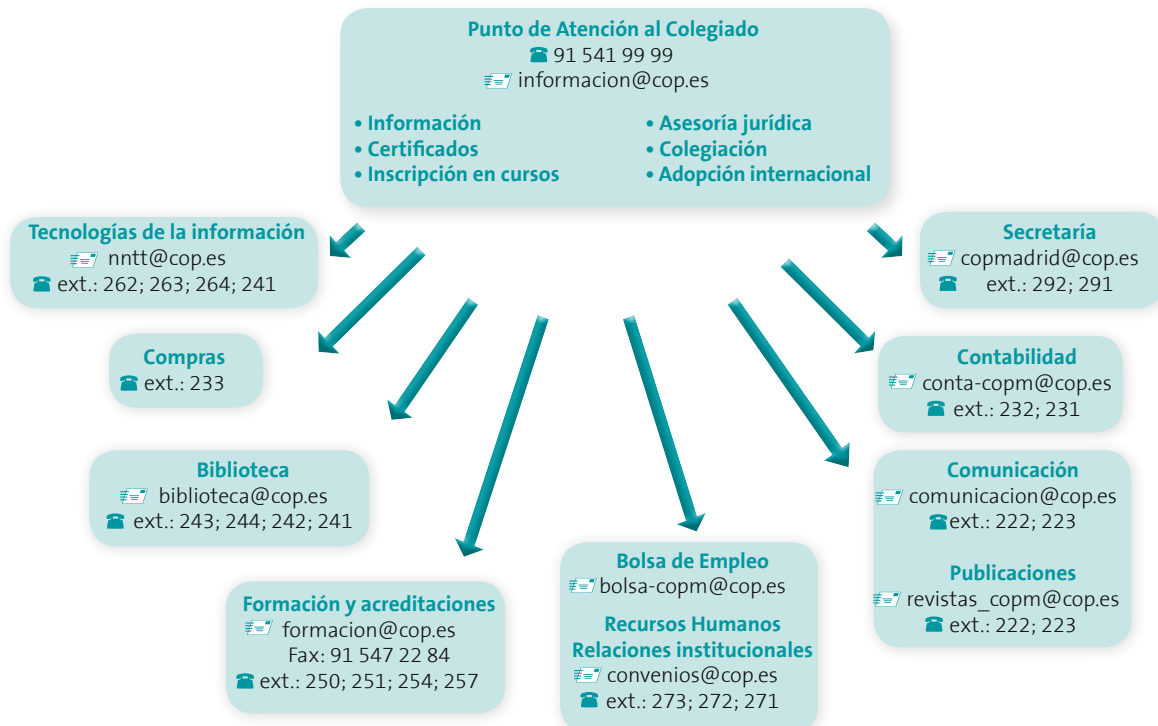 Punto de Atención al Colegiado
91 541 99 99
informacion@cop.es
• Información
• Certificados
• Inscripción en cursos
• Asesoría jurídica
• Colegiación
• Adopción internacional
Tecnologías de la información
nntt@cop.es
ext.: 262; 263; 264; 241
Compras
ext.: 233
Biblioteca
biblioteca@cop.es
ext.: 243; 244; 242; 241
Formación y acreditaciones
formacion@cop.es
Fax: 91 547 22 84
ext.: 250; 251; 254; 257
Bolsa de Empleo
bolsa-copm@cop.es
Recursos Humanos
Relaciones institucionales
convenios@cop.es
ext.: 273; 272; 271
Secretaría
copmadrid@cop.es
ext.: 292; 291
Contabilidad
conta-copm@cop.es
ext.: 232; 231
Comunicación
comunicacion@cop.es
ext.: 222; 223
Publicaciones
revistas_copm@cop.es
ext.: 222; 223